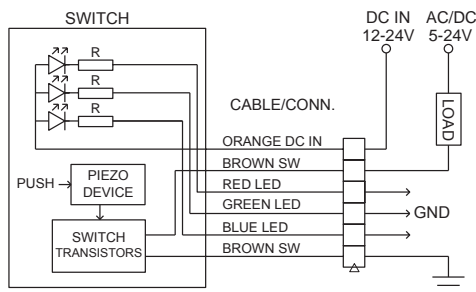 SWITCH
DC IN
12-24V
AC/DC
5-24V
R
R
R
CABLE/CONN.
LOAD
ORANGE DC IN
BROWN SW
RED LED
GREEN LED
BLUE LED
BROWN SW
GND
PUSH
PIEZO
DEVICE
SWITCH
TRANSISTORS